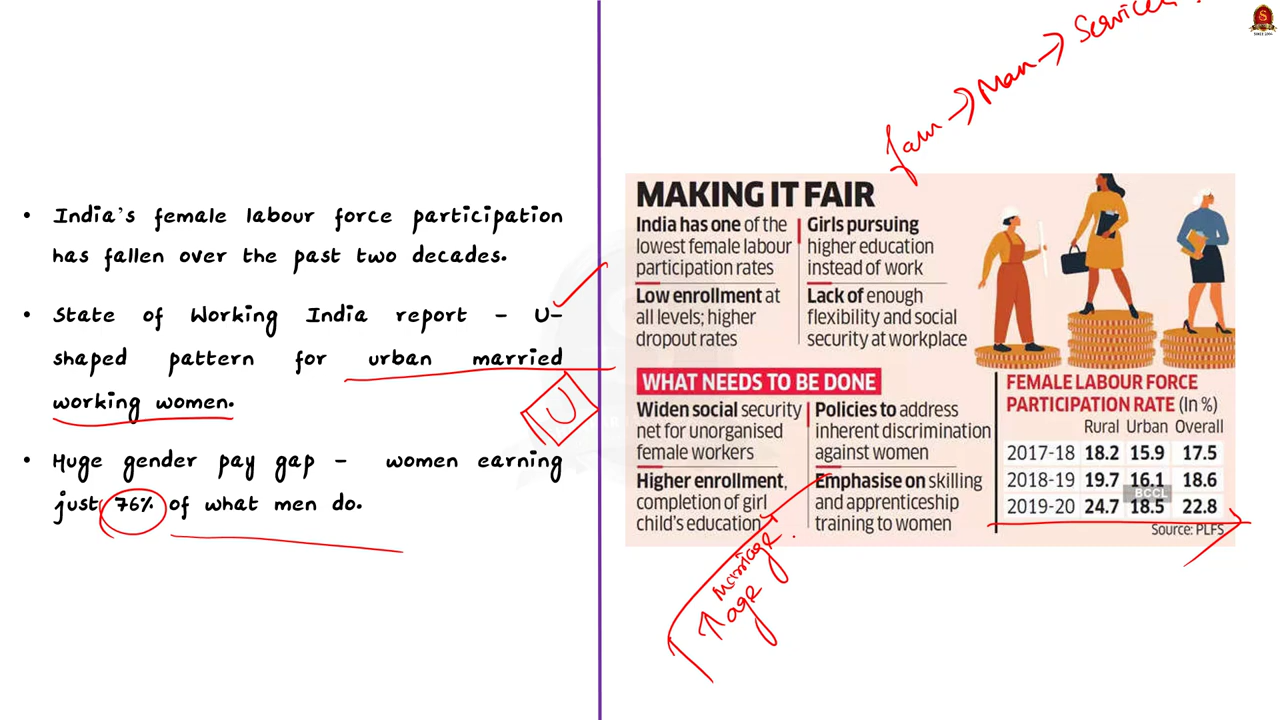 • India's female labour force participation
has fallen over the past two decades.
• State of Working India report - U-
shaped pattern for urban married
working women.
• Huge gender pay gap - women earning
just 76% of what men do.
U
→ Man → Services
S
SINCE 2004
MAKING IT FAIR
India has one of the
lowest female labour
participation rates
Girls pursuing
higher education
instead of work
Low enrollment at
all levels; higher
dropout rates
Lack of enough
flexibility and social
security at workplace
WHAT NEEDS TO BE DONE
Widen social security
net for unorganised
female workers
Policies to address
inherent discrimination
against women
Higher enrollment,
completion of girl
child's education
Emphasise on skilling
and apprenticeship
training to women
FEMALE LABOUR FORCE
PARTICIPATION RATE (In %)
Rural Urban Overall
2017-18 18.2 15.9 17.5
2018-19 19.7 16.1 18.6
2019-20 24.7 18.5 22.8
BCCL
Source: PLFS
Marriage
↑ age